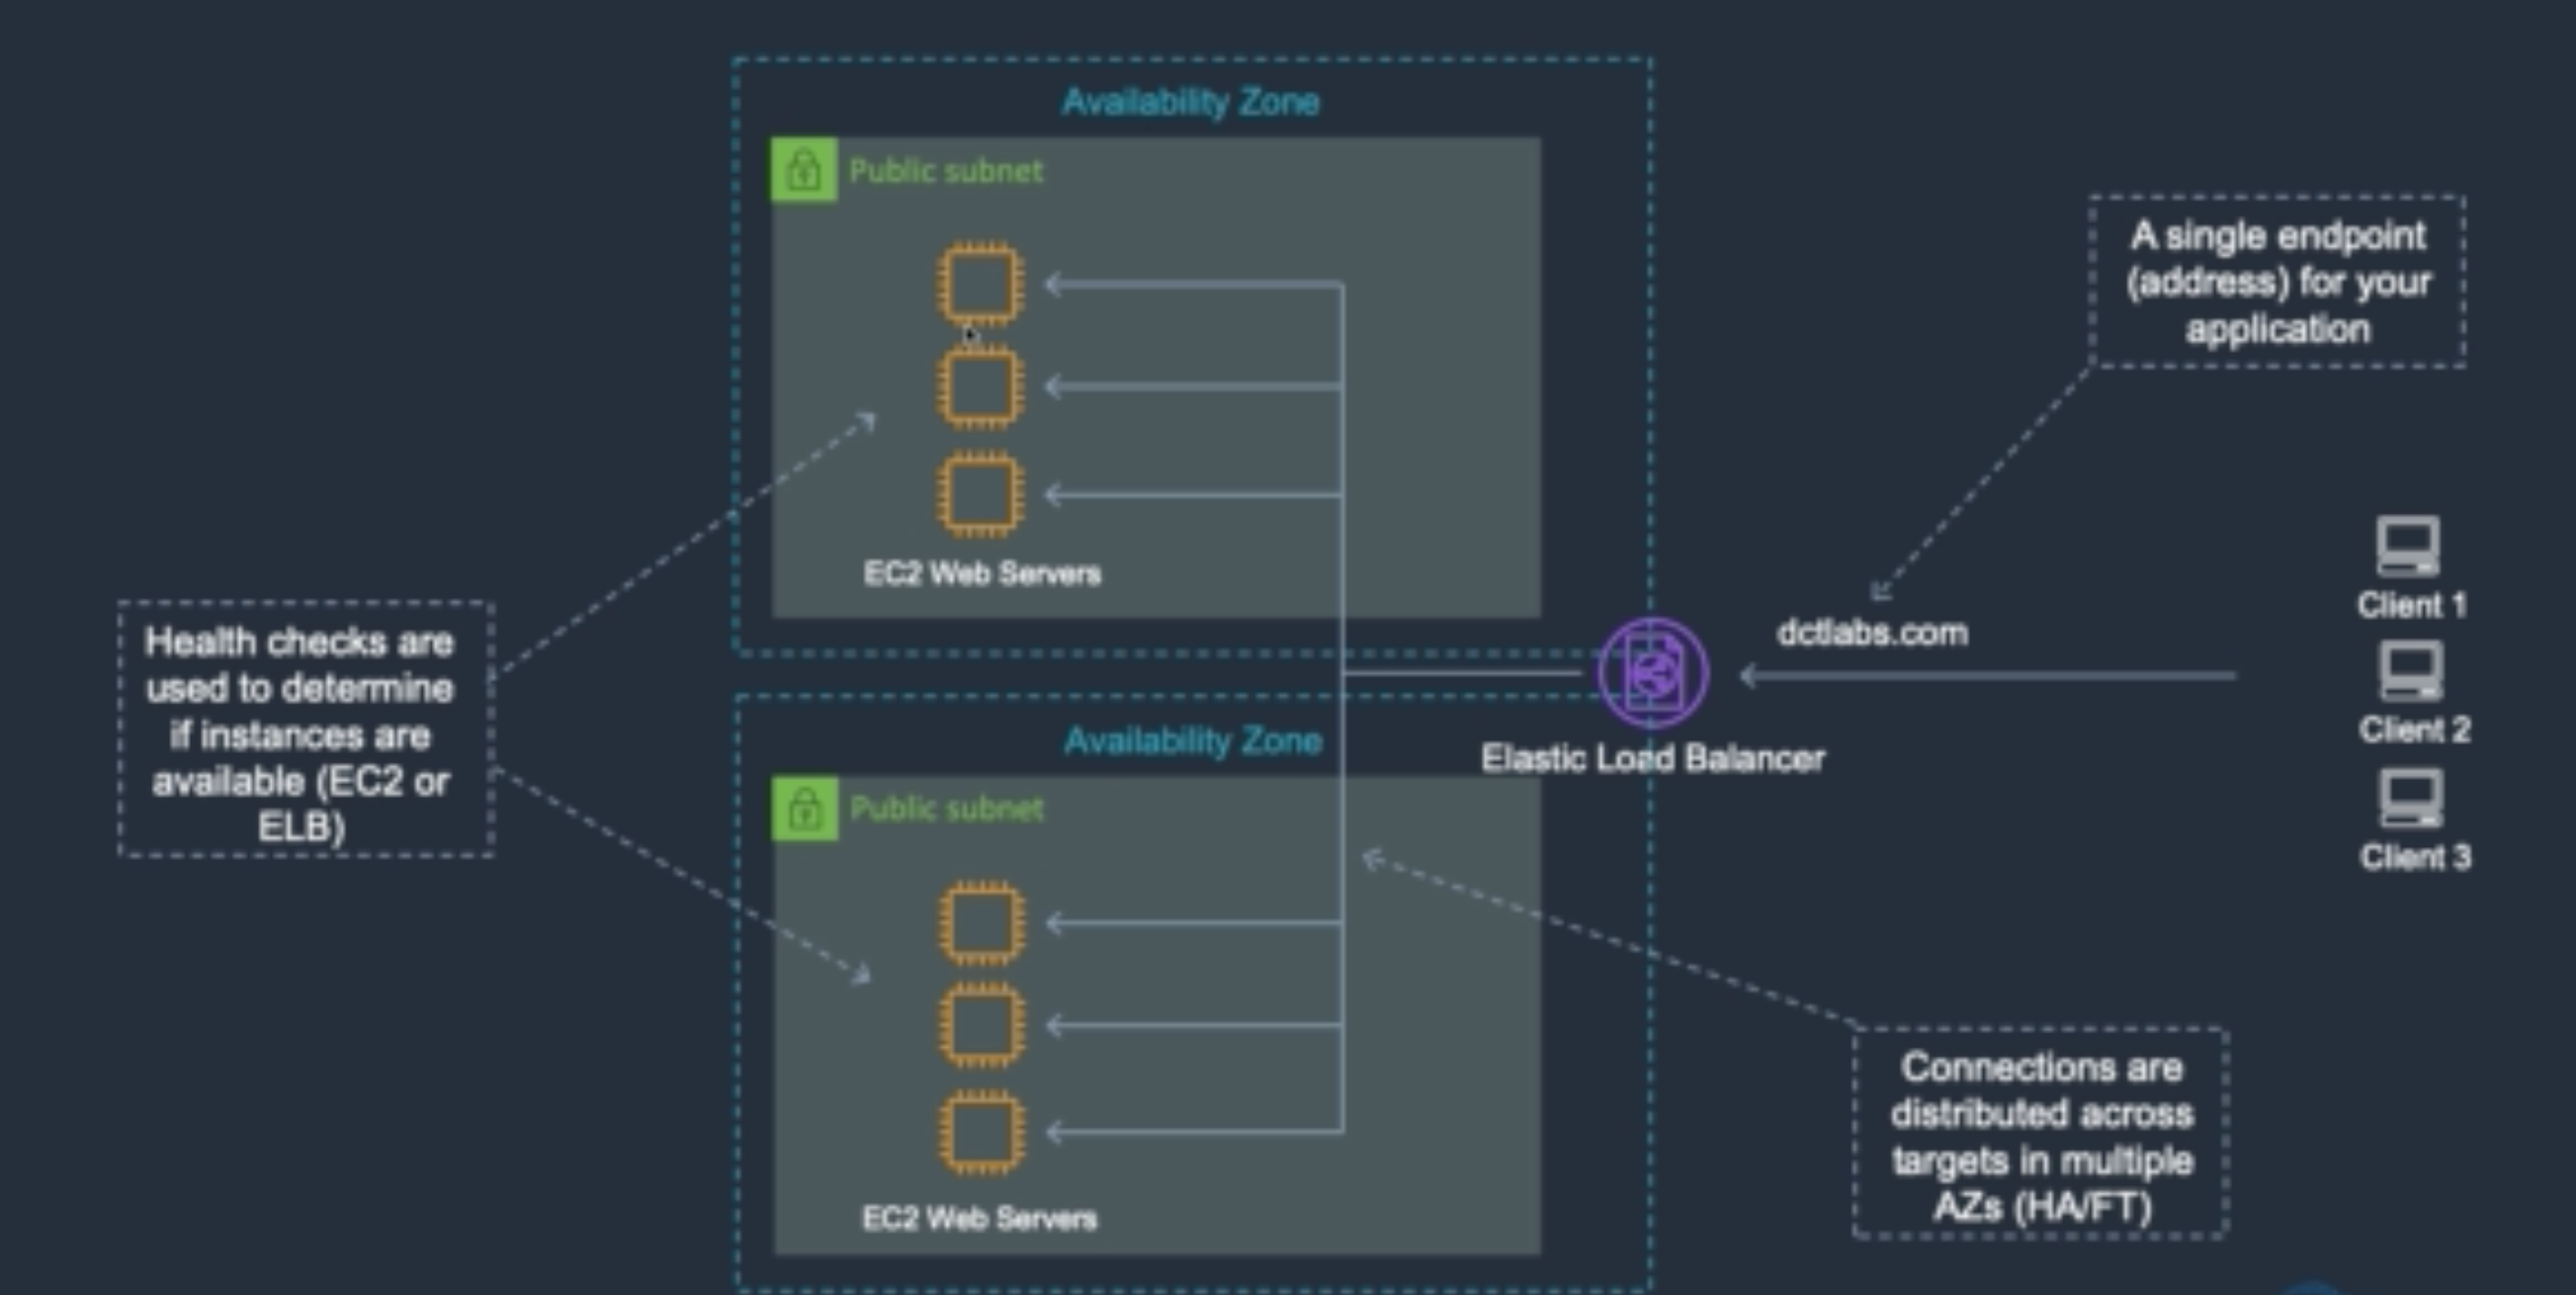 Availability Zone
Public subnet
EC2 Web Servers
A single endpoint
(address) for your
application
Health checks are
used to determine
if instances are
available (EC2 or
ELB)
dctlabs.com
Client 1
Client 2
Client 3
Elastic Load Balancer
Availability Zone
Public subnet
EC2 Web Servers
Connections are
distributed across
targets in multiple
AZs (HA/FT)